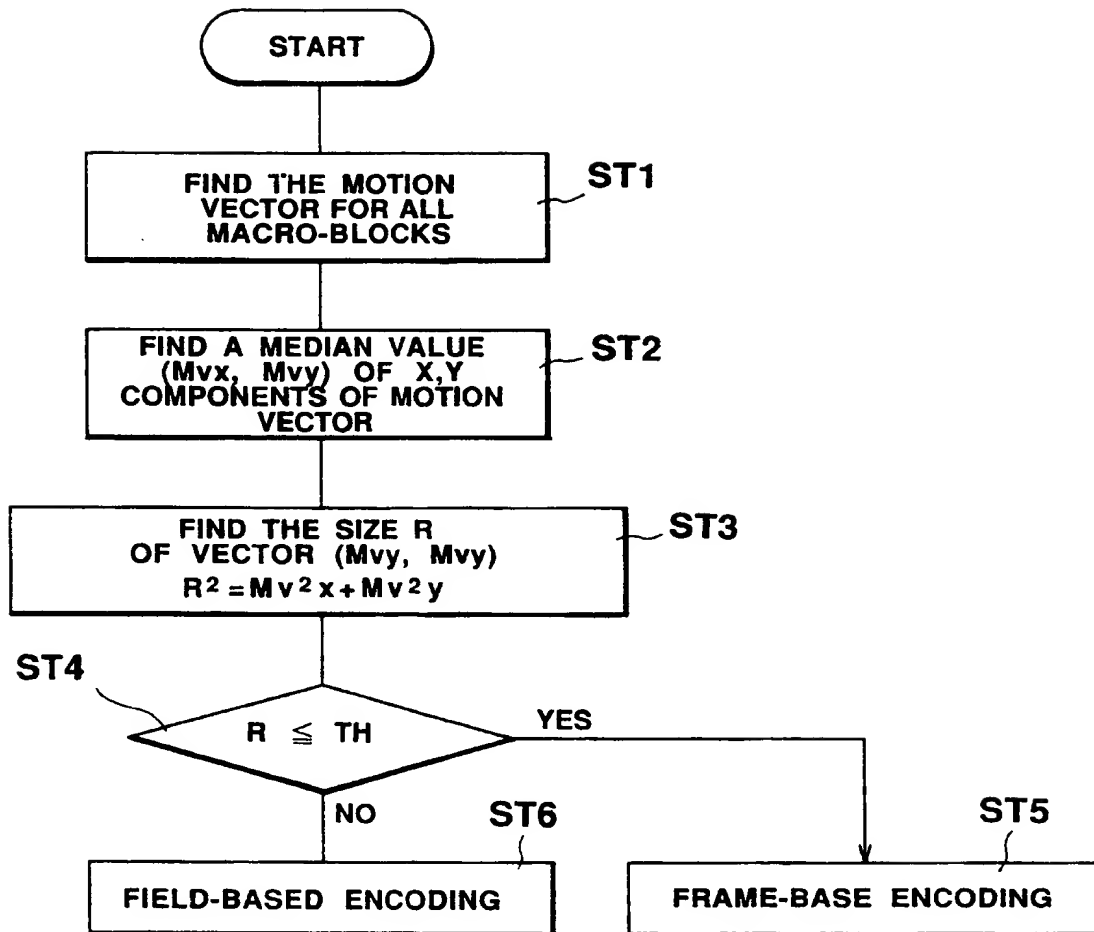 START
FIND THE MOTION
VECTOR FOR ALL
MACRO-BLOCKS
ST1
FIND A MEDIAN VALUE
(Mvx, Mvy) OF X,Y
COMPONENTS OF MOTION
VECTOR
ST2
FIND THE SIZE R
OF VECTOR (Mvy, Mvy)
R² = Mv²x + Mv²y
ST3
ST4
R ≦ TH
YES
NO
ST6
FIELD-BASED ENCODING
ST5
FRAME-BASE ENCODING